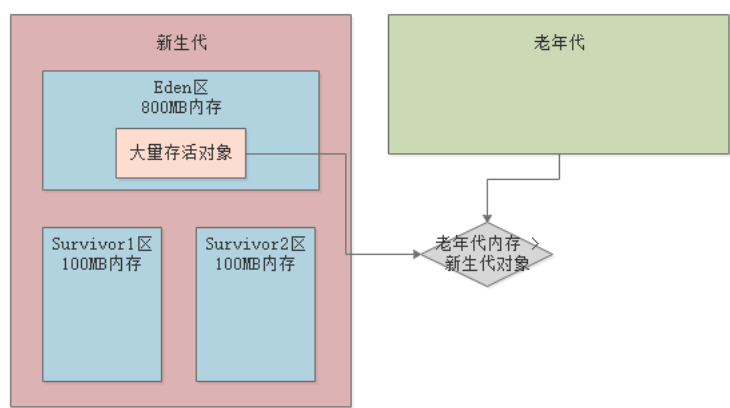 新生代
Eden区
800MB内存
大量存活对象
Survivor1区
100MB内存
Survivor2区
100MB内存
老年代
老年代内存 >
新生代对象